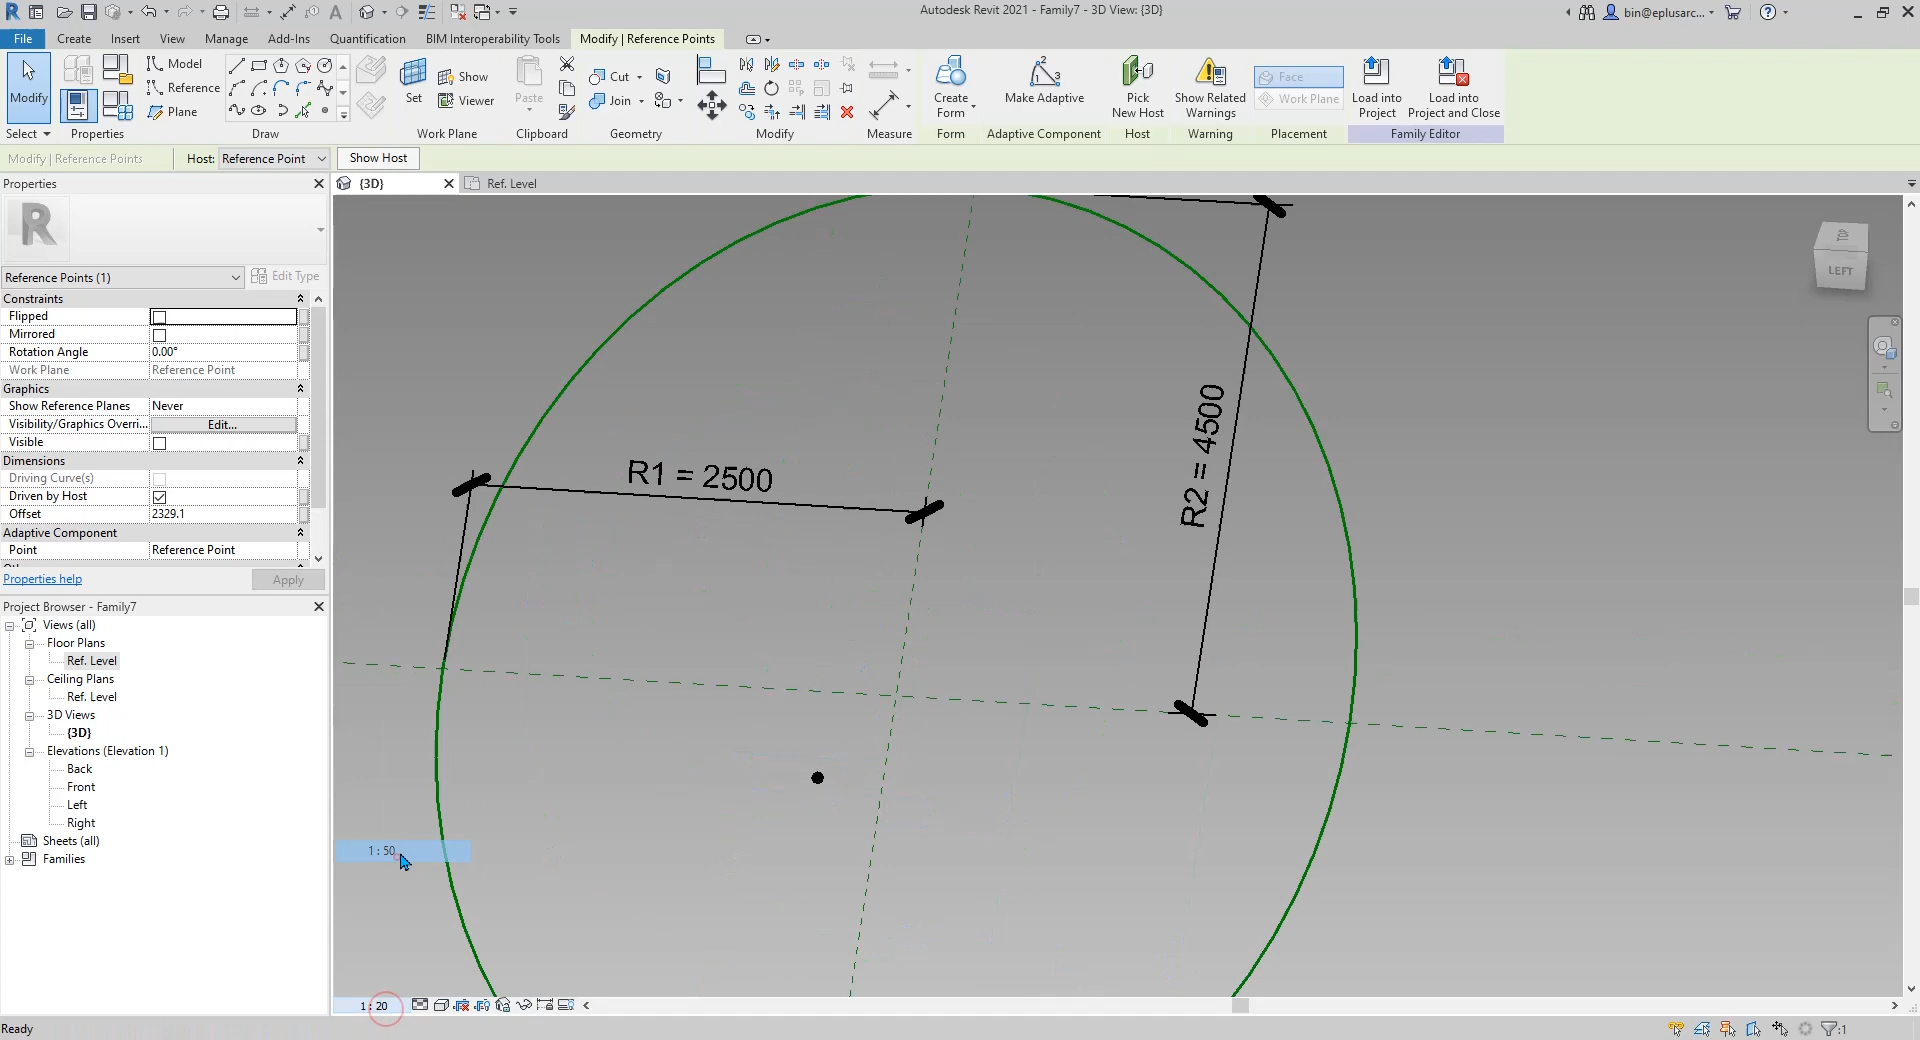 Autodesk Revit 2021 - Family7 - 3D View: {3D}
bin@eplusarc...
File Create Insert View Manage Add-Ins Quantification BIM Interoperability Tools Modify | Reference Points
Modify
Select
Properties
Model
Reference
Plane
Draw
Set
Show
Viewer
Work Plane
Paste
Clipboard
Cut
Join
Geometry
Modify
Measure
Create
Form
Form
Make Adaptive
Adaptive Component
Pick
New Host
Host
Show Related
Warnings
Warning
Face
Work Plane
Placement
Load into
Project
Load into
Project and Close
Family Editor
Modify | Reference Points
Host: Reference Point
Show Host
Properties
{3D}
Ref. Level
R
Reference Points (1)
Edit Type
Constraints
Flipped
Mirrored
Rotation Angle 0.00°
Work Plane Reference Point
Graphics
Show Reference Planes Never
Visibility/Graphics Overri... Edit...
Visible
Dimensions
Driving Curve(s)
Driven by Host
Offset 2329.1
Adaptive Component
Point Reference Point
Properties help
Apply
Project Browser - Family7
Views (all)
Floor Plans
Ref. Level
Ceiling Plans
Ref. Level
3D Views
{3D}
Elevations (Elevation 1)
Back
Front
Left
Right
Sheets (all)
Families
R1 = 2500
R2 = 4500
LEFT
1 : 50
1 : 20
Ready
:1